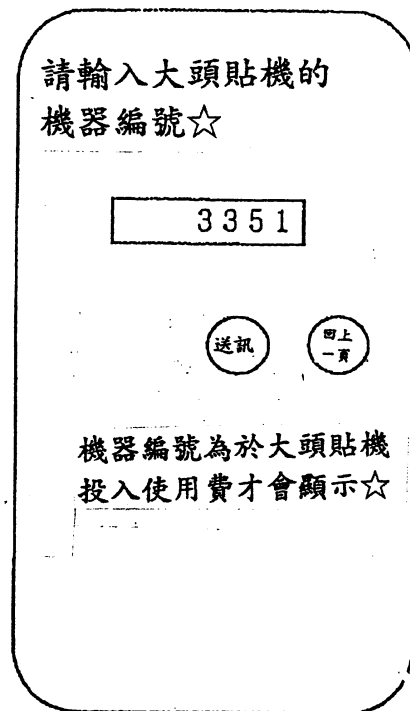 請輸入大頭貼機的
機器編號☆
3351
送訊
回上
一頁
機器編號為於大頭貼機
投入使用費才會顯示☆